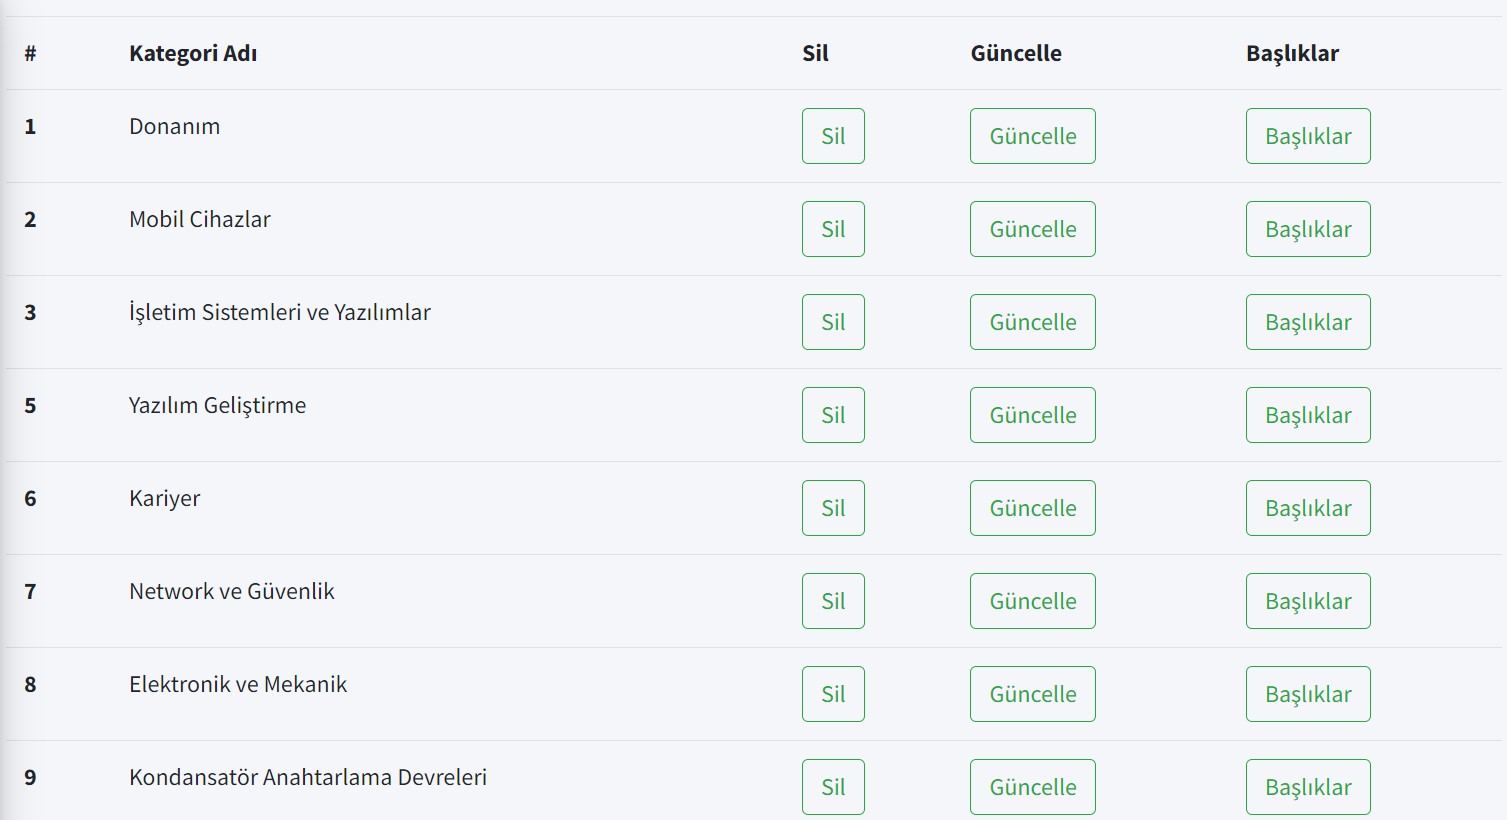 # Kategori Adı Sil Güncelle Başlıklar
1 Donanım Sil Güncelle Başlıklar
2 Mobil Cihazlar Sil Güncelle Başlıklar
3 İşletim Sistemleri ve Yazılımlar Sil Güncelle Başlıklar
5 Yazılım Geliştirme Sil Güncelle Başlıklar
6 Kariyer Sil Güncelle Başlıklar
7 Network ve Güvenlik Sil Güncelle Başlıklar
8 Elektronik ve Mekanik Sil Güncelle Başlıklar
9 Kondansatör Anahtarlama Devreleri Sil Güncelle Başlıklar